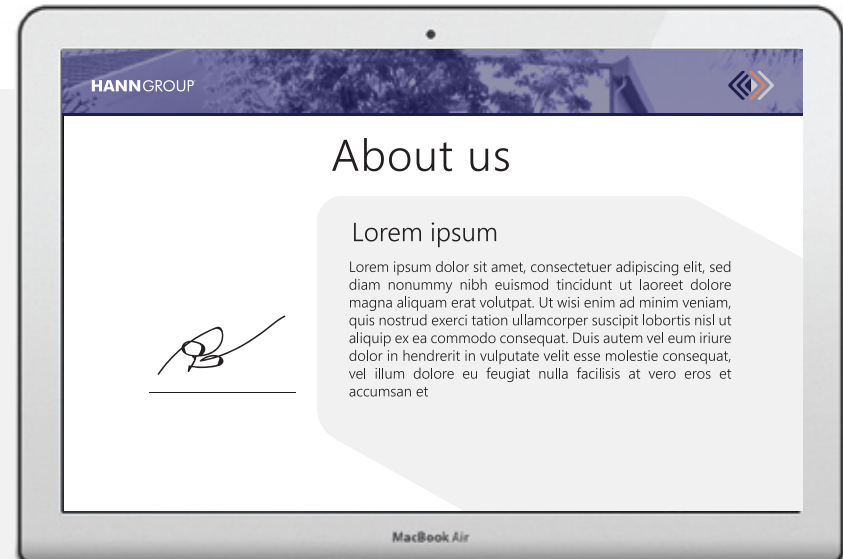 HANNGROUP
About us
Lorem ipsum
Lorem ipsum dolor sit amet, consectetuer adipiscing elit, sed
diam nonummy nibh euismod tincidunt ut laoreet dolore
magna aliquam erat volutpat. Ut wisi enim ad minim veniam,
quis nostrud exerci tation ullamcorper suscipit lobortis nisl ut
aliquip ex ea commodo consequat. Duis autem vel eum iriure
dolor in hendrerit in vulputate velit esse molestie consequat,
vel illum dolore eu feugiat nulla facilisis at vero eros et
accumsan et
MacBook Air